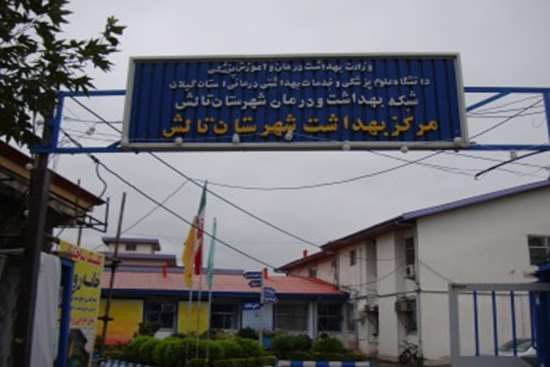 وزارت بهداشت درمان و آموزش پزشکی
دانشگاه علوم پزشکی و خدمات بهداشتی درمانی استان گیلان
شبکه بهداشت و درمان شهرستان تالش
مرکز بهداشت شهرستان تالش